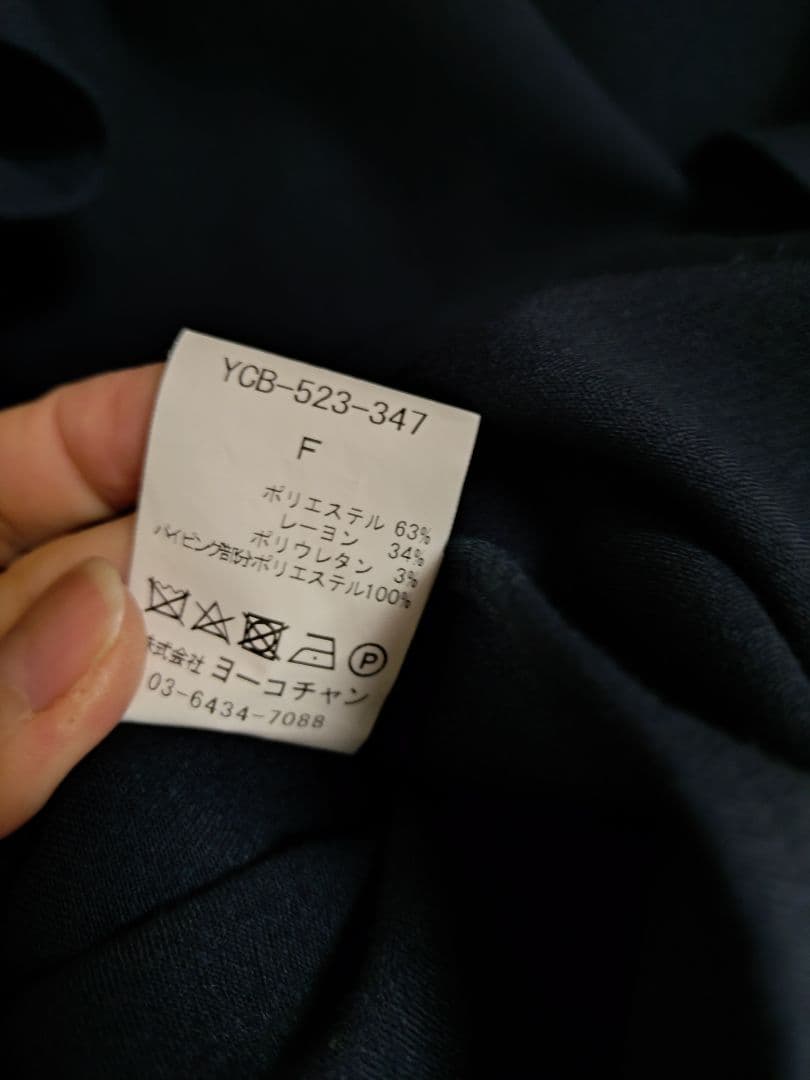 YCB-523-347
F
ポリエステル 63%
レーヨン 34%
ポリウレタン 3%
パイピング部分ポリエステル100%
P
株式会社 ヨーコチャン
03-6434-7088